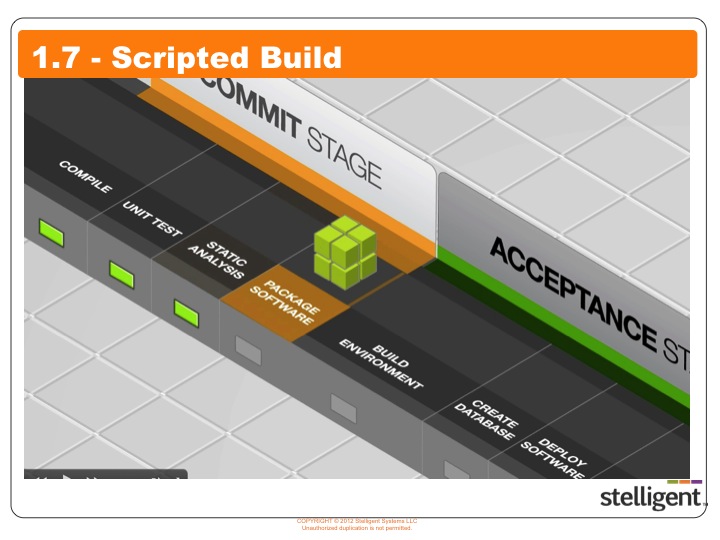 1.7 - Scripted Build
COMMIT STAGE
ACCEPTANCE
COMPILE
UNIT TEST
STATIC
ANALYSIS
PACKAGE
SOFTWARE
BUILD
ENVIRONMENT
CREATE
DATABASE
DEPLOY
SOFTWARE
stelligent
COPYRIGHT © 2012 Stelligent Systems LLC
Unauthorized duplication is not permitted.